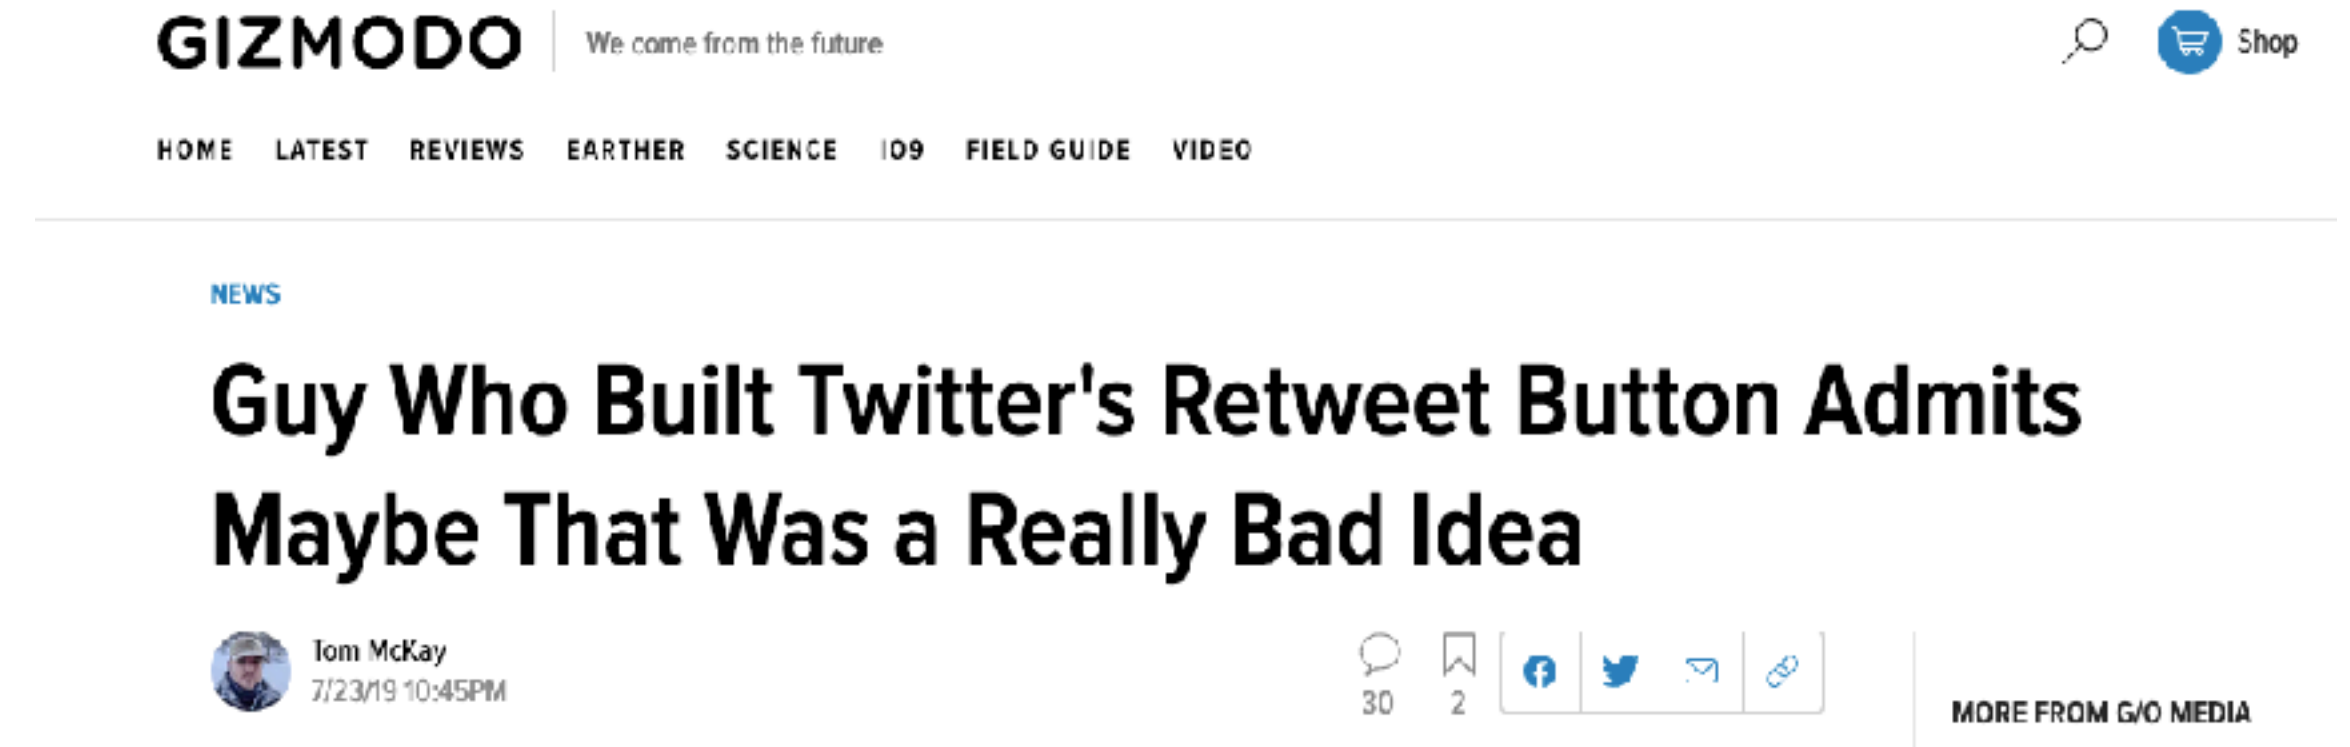 GIZMODO We come from the future Shop
HOME LATEST REVIEWS EARTHER SCIENCE IO9 FIELD GUIDE VIDEO
NEWS
Guy Who Built Twitter's Retweet Button Admits
Maybe That Was a Really Bad Idea
Tom McKay
7/23/19 10:45PM
30 2
MORE FROM G/O MEDIA